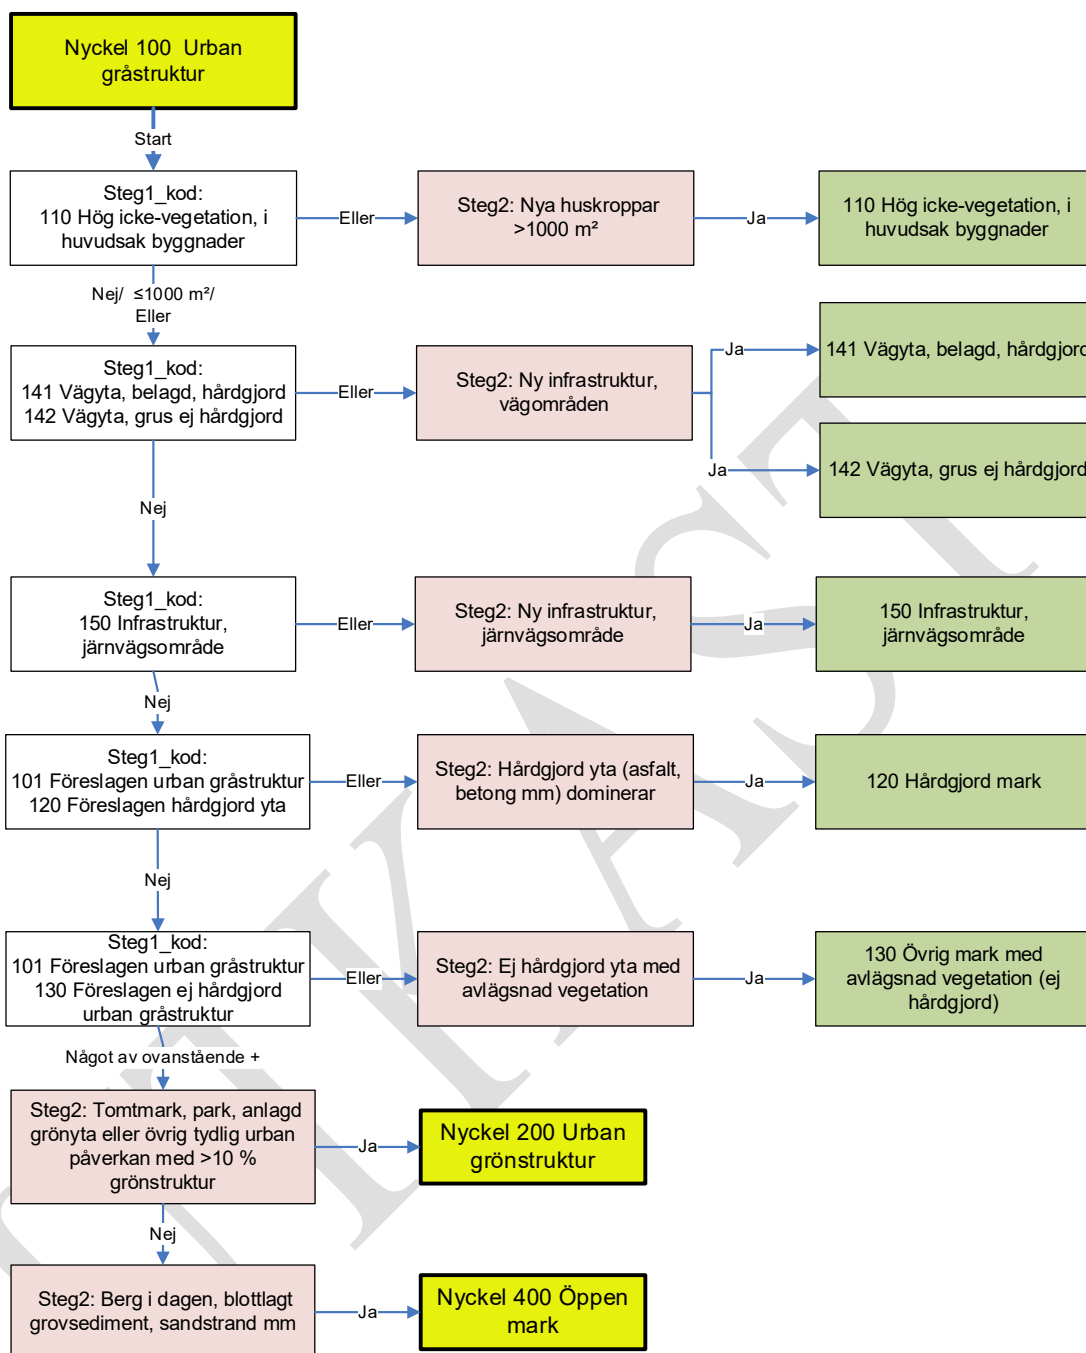 Nyckel 100  Urban
gråstruktur
Start
Steg1_kod:
110 Hög icke-vegetation, i
huvudsak byggnader
Eller
Steg2: Nya huskroppar
>1000 m²
Ja
110 Hög icke-vegetation, i
huvudsak byggnader
Nej/  ≤1000 m²/
Eller
Steg1_kod:
141 Vägyta, belagd, hårdgjord
142 Vägyta, grus ej hårdgjord
Eller
Steg2: Ny infrastruktur,
vägområden
Ja
141 Vägyta, belagd, hårdgjord
Ja
142 Vägyta, grus ej hårdgjord
Nej
Steg1_kod:
150 Infrastruktur,
järnvägsområde
Eller
Steg2: Ny infrastruktur,
järnvägsområde
Ja
150 Infrastruktur,
järnvägsområde
Nej
Steg1_kod:
101 Föreslagen urban gråstruktur
120 Föreslagen hårdgjord yta
Eller
Steg2: Hårdgjord yta (asfalt,
betong mm) dominerar
Ja
120 Hårdgjord mark
Nej
Steg1_kod:
101 Föreslagen urban gråstruktur
130 Föreslagen ej hårdgjord
urban gråstruktur
Eller
Steg2: Ej hårdgjord yta med
avlägsnad vegetation
Ja
130 Övrig mark med
avlägsnad vegetation (ej
hårdgjord)
Något av ovanstående +
Steg2: Tomtmark, park, anlagd
grönyta eller övrig tydlig urban
påverkan med >10 %
grönstruktur
Ja
Nyckel 200 Urban
grönstruktur
Nej
Steg2: Berg i dagen, blottlagt
grovsediment, sandstrand mm
Ja
Nyckel 400 Öppen
mark
UTKAST